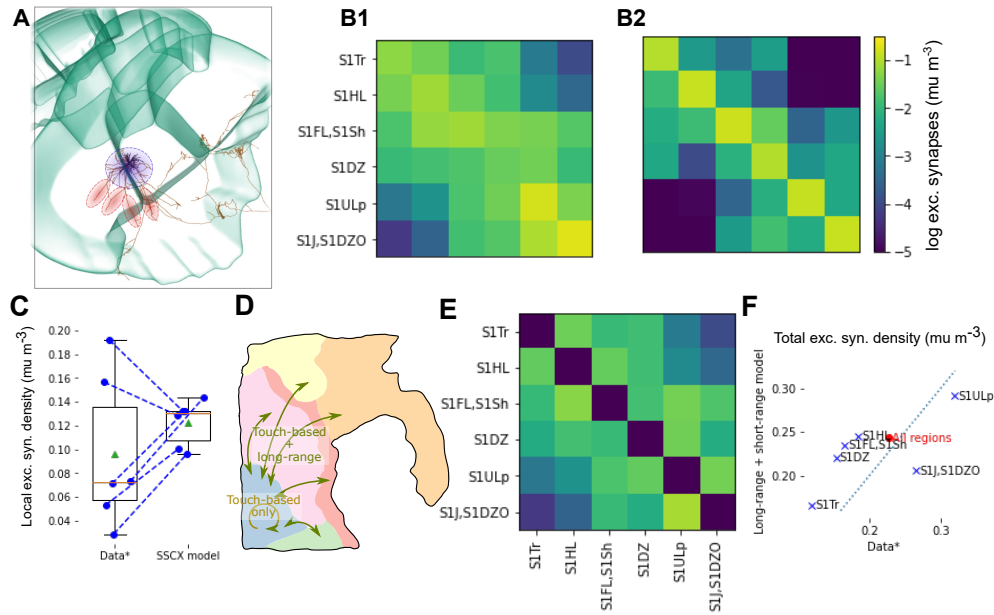 A
B1
B2
S1Tr
S1HL
S1FL,S1Sh
S1DZ
S1ULp
S1J,S1DZO
−1
−2
−3
−4
−5
log exc. synapses (mu m⁻³)
C
Local exc. syn. density (mu m⁻³)
0.20
0.18
0.16
0.14
0.12
0.10
0.08
0.06
0.04
Data*
SSCX model
D
Touch-based
+
long-range
Touch-based
only
E
S1Tr
S1HL
S1FL,S1Sh
S1DZ
S1ULp
S1J,S1DZO
S1Tr
S1HL
S1FL,S1Sh
S1DZ
S1ULp
S1J,S1DZO
F
Total exc. syn. density (mu m⁻³)
Long-range + short-range model
0.30
0.25
0.20
S1ULp
S1HL
All regions
S1FL,S1Sh
S1DZ
S1J,S1DZO
S1Tr
0.2
0.3
Data*